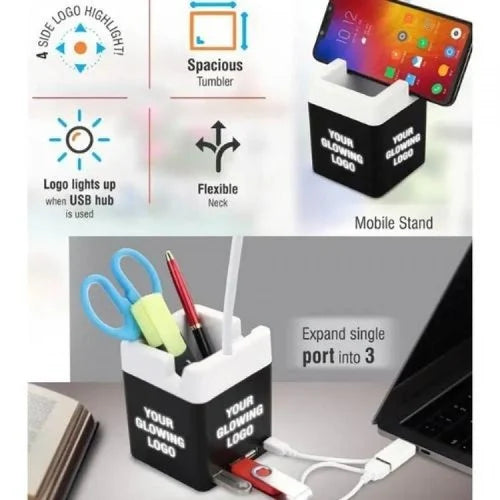 4 SIDE LOGO HIGHLIGHT!
Spacious
Tumbler
Logo lights up
when USB hub
is used
Flexible
Neck
YOUR
GLOWING
LOGO
YOUR
GLOWING
LOGO
Mobile Stand
Expand single
port into 3
YOUR
GLOWING
LOGO
YOUR
GLOWING
LOGO